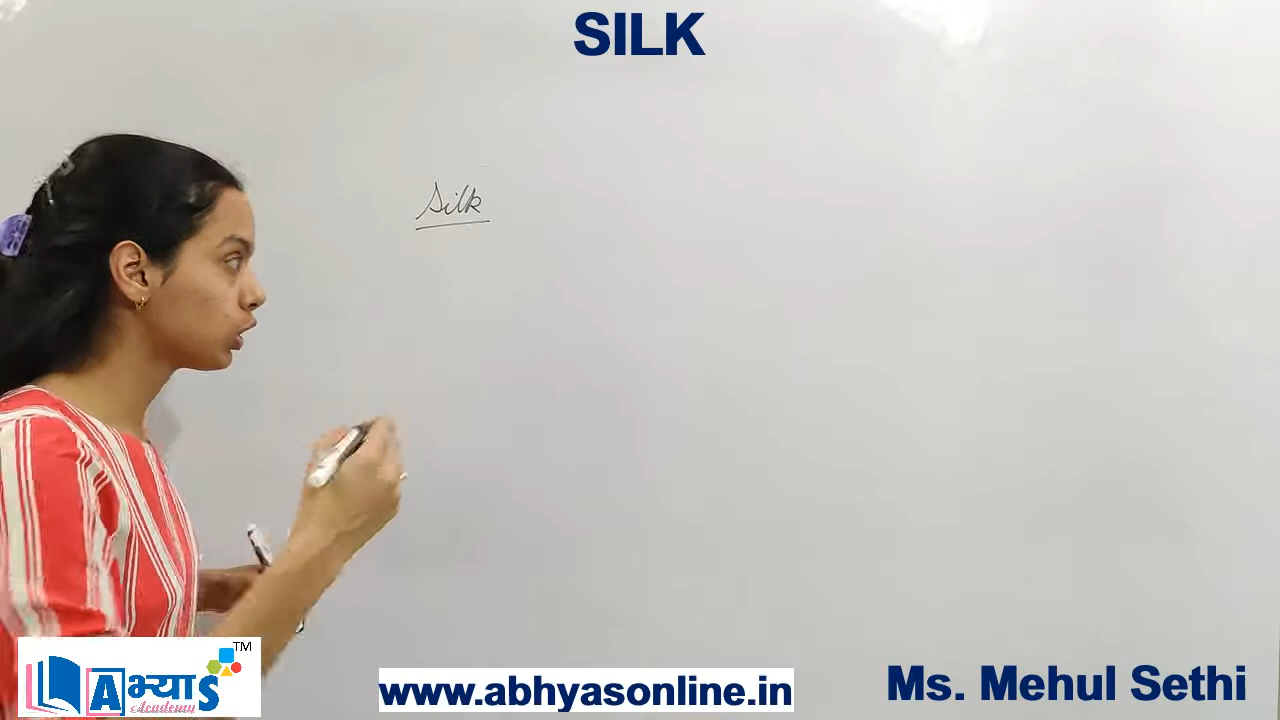 SILK
Silk
अभ्याS
Academy
TM
www.abhyasonline.in
Ms. Mehul Sethi